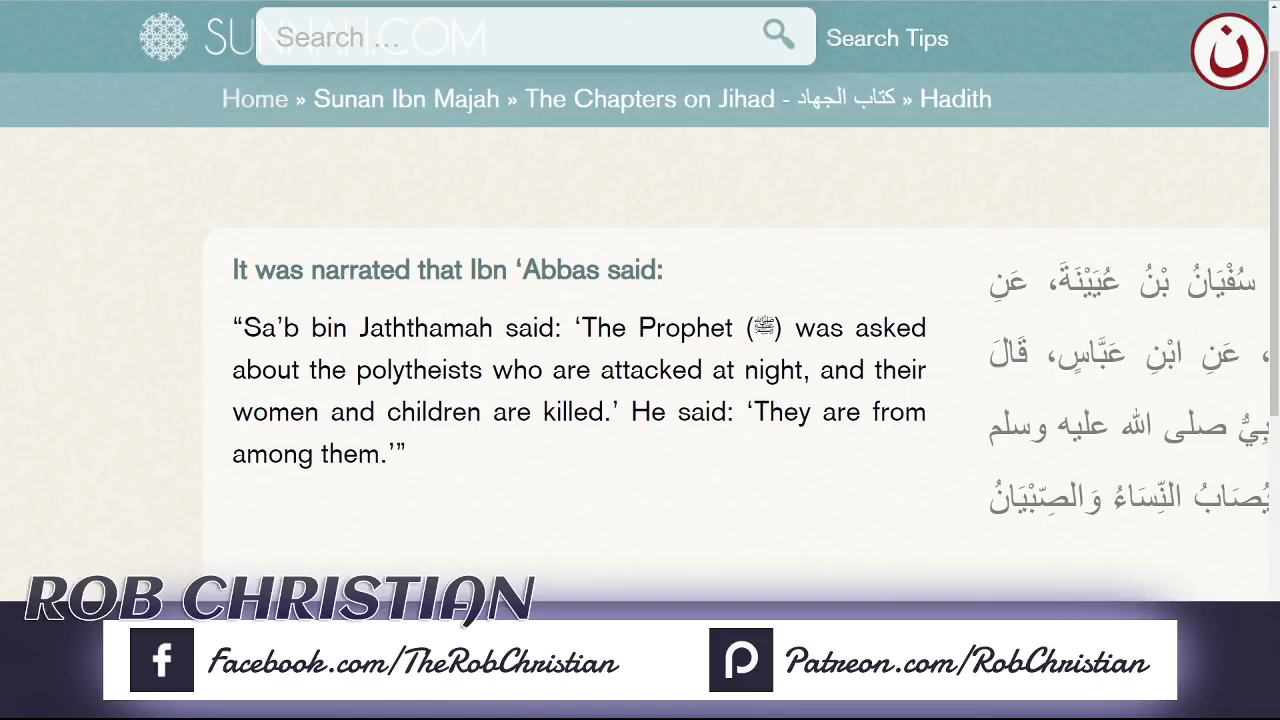 SUNNAH.COM
Search ...
Search Tips
ن
Home » Sunan Ibn Majah » The Chapters on Jihad - كتاب الجهاد » Hadith
It was narrated that Ibn ‘Abbas said:
“Sa’b bin Jaththamah said: ‘The Prophet (ﷺ) was asked
about the polytheists who are attacked at night, and their
women and children are killed.’ He said: ‘They are from
among them.’”
سُفْيَانُ بْنُ عُيَيْنَةَ، عَنِ
، عَنِ ابْنِ عَبَّاسٍ، قَالَ
صلى الله عليه وسلم
يُصَابُ النِّسَاءُ وَالصِّبْيَانُ
ROB CHRISTIAN
Facebook.com/TheRobChristian
Patreon.com/RobChristian